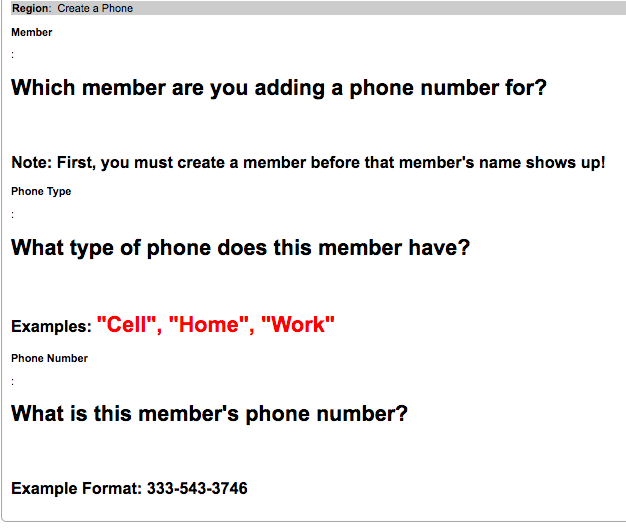 Region: Create a Phone
Member
:
Which member are you adding a phone number for?
Note: First, you must create a member before that member's name shows up!
Phone Type
:
What type of phone does this member have?
Examples: "Cell", "Home", "Work"
Phone Number
:
What is this member's phone number?
Example Format: 333-543-3746